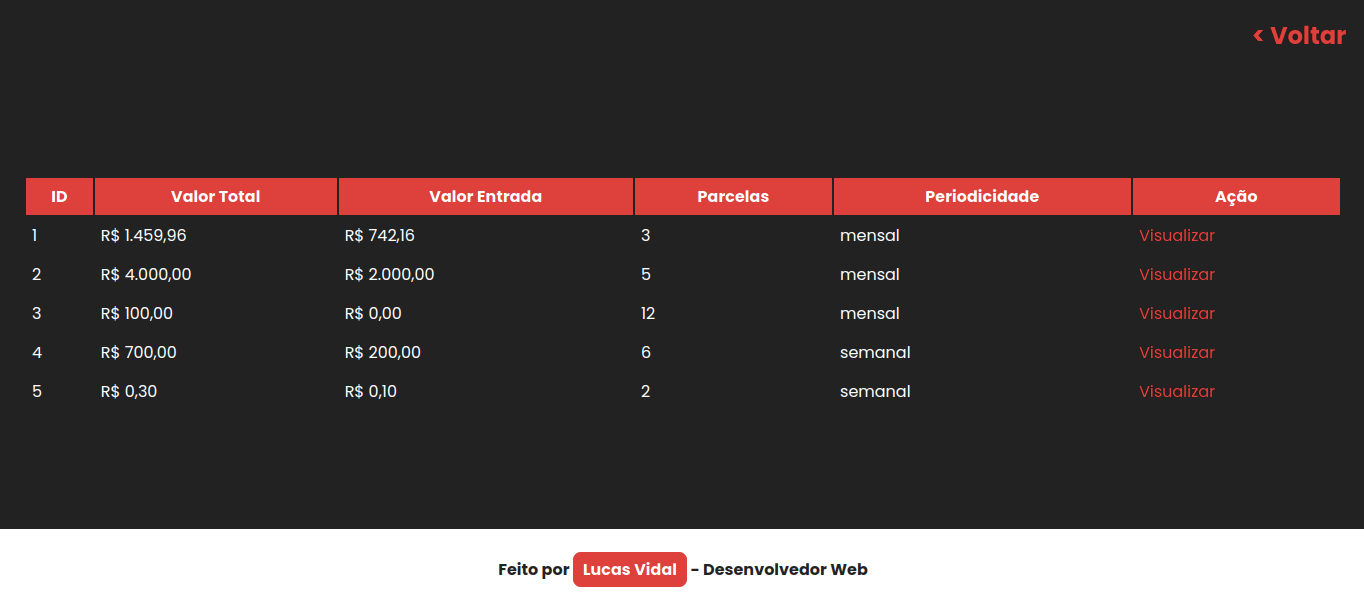 < Voltar
ID Valor Total Valor Entrada Parcelas Periodicidade Ação
1 R$ 1.459,96 R$ 742,16 3 mensal Visualizar
2 R$ 4.000,00 R$ 2.000,00 5 mensal Visualizar
3 R$ 100,00 R$ 0,00 12 mensal Visualizar
4 R$ 700,00 R$ 200,00 6 semanal Visualizar
5 R$ 0,30 R$ 0,10 2 semanal Visualizar
Feito por Lucas Vidal - Desenvolvedor Web